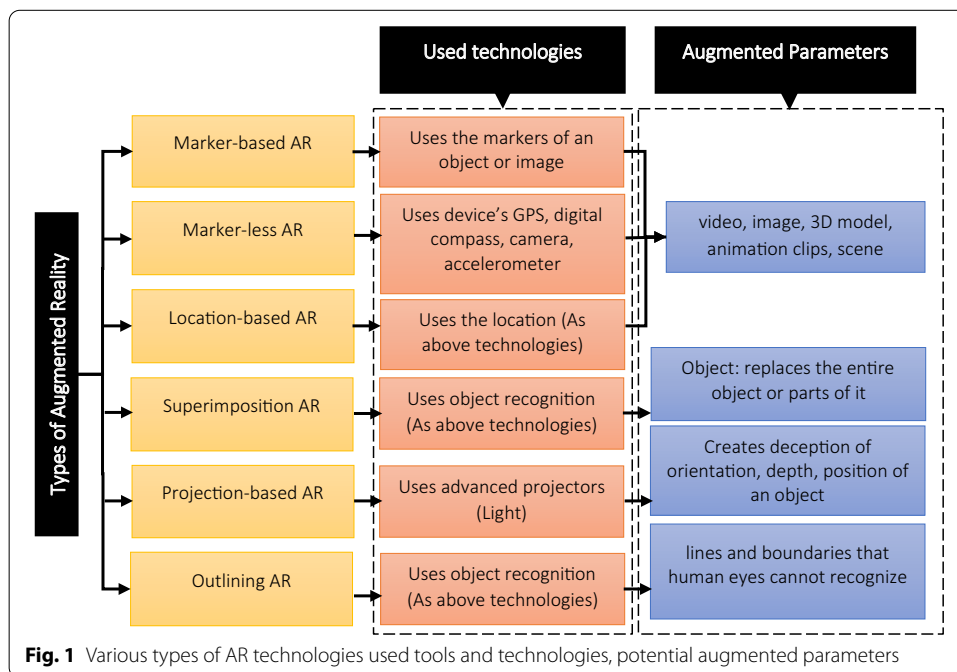 Used technologies
Augmented Parameters
Types of Augmented Reality
Marker-based AR
Uses the markers of an
object or image
Marker-less AR
Uses device's GPS, digital
compass, camera,
accelerometer
video, image, 3D model,
animation clips, scene
Location-based AR
Uses the location (As
above technologies)
Superimposition AR
Uses object recognition
(As above technologies)
Object: replaces the entire
object or parts of it
Projection-based AR
Uses advanced projectors
(Light)
Creates deception of
orientation, depth, position of
an object
Outlining AR
Uses object recognition
(As above technologies)
lines and boundaries that
human eyes cannot recognize
Fig. 1 Various types of AR technologies used tools and technologies, potential augmented parameters